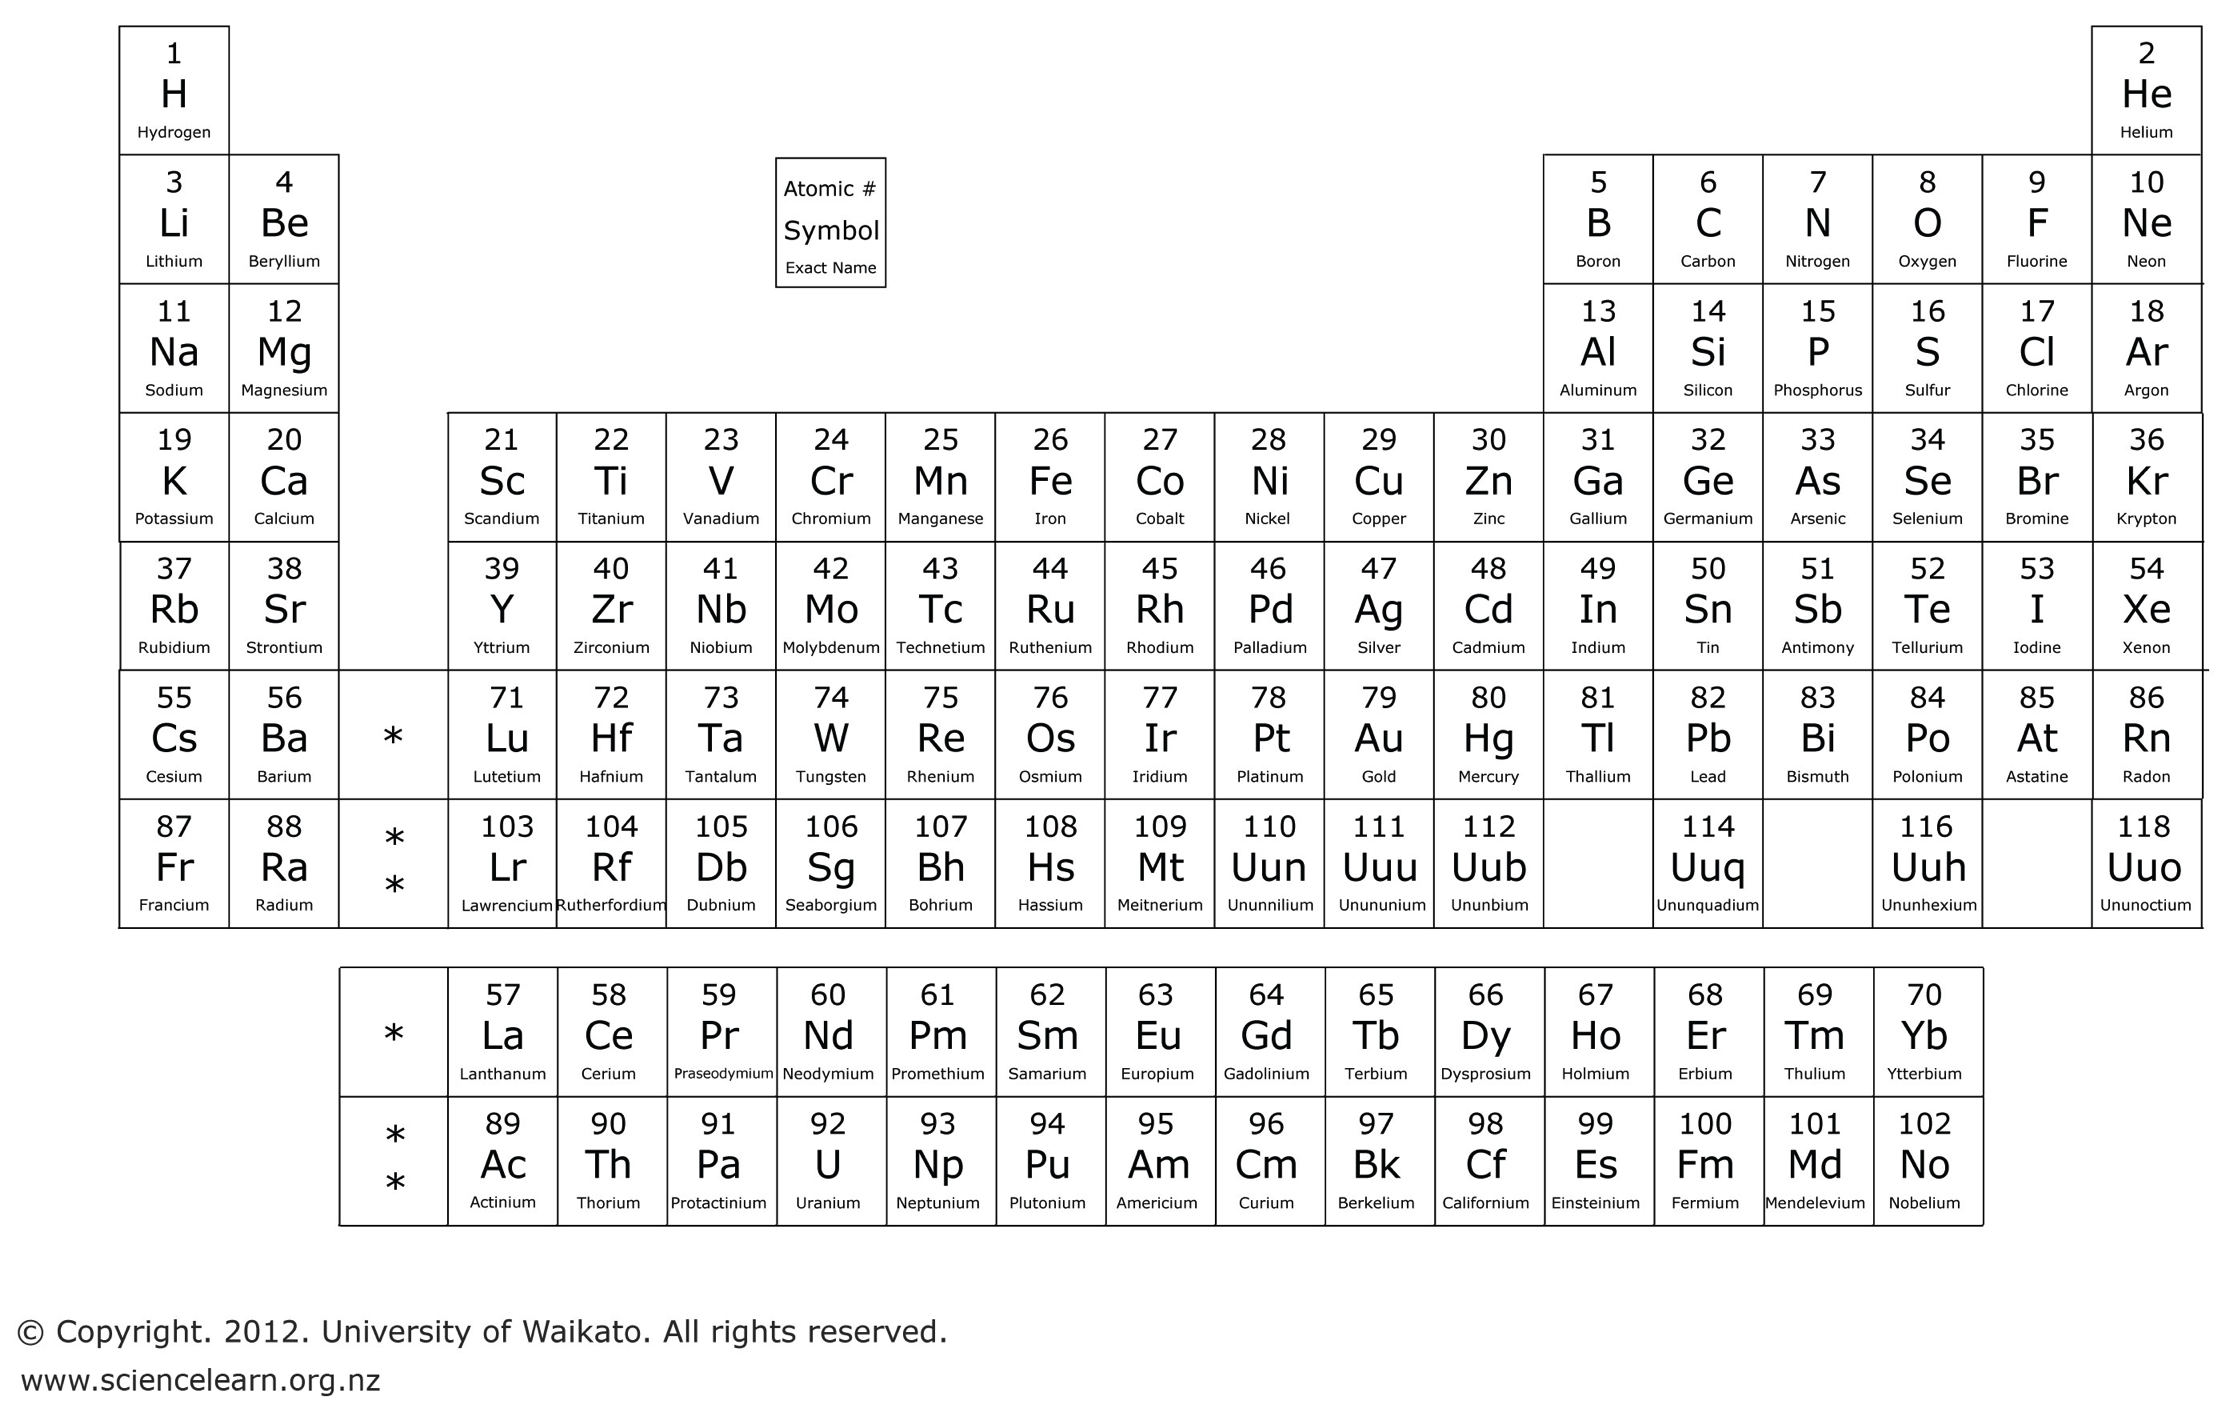 1 2
H He
Hydrogen Helium
3 4 Atomic # 5 6 7 8 9 10
Li Be Symbol B C N O F Ne
Lithium Beryllium Exact Name Boron Carbon Nitrogen Oxygen Fluorine Neon
11 12 13 14 15 16 17 18
Na Mg Al Si P S Cl Ar
Sodium Magnesium Aluminum Silicon Phosphorus Sulfur Chlorine Argon
19 20 21 22 23 24 25 26 27 28 29 30 31 32 33 34 35 36
K Ca Sc Ti V Cr Mn Fe Co Ni Cu Zn Ga Ge As Se Br Kr
Potassium Calcium Scandium Titanium Vanadium Chromium Manganese Iron Cobalt Nickel Copper Zinc Gallium Germanium Arsenic Selenium Bromine Krypton
37 38 39 40 41 42 43 44 45 46 47 48 49 50 51 52 53 54
Rb Sr Y Zr Nb Mo Tc Ru Rh Pd Ag Cd In Sn Sb Te I Xe
Rubidium Strontium Yttrium Zirconium Niobium Molybdenum Technetium Ruthenium Rhodium Palladium Silver Cadmium Indium Tin Antimony Tellurium Iodine Xenon
55 56 71 72 73 74 75 76 77 78 79 80 81 82 83 84 85 86
Cs Ba * Lu Hf Ta W Re Os Ir Pt Au Hg Tl Pb Bi Po At Rn
Cesium Barium Lutetium Hafnium Tantalum Tungsten Rhenium Osmium Iridium Platinum Gold Mercury Thallium Lead Bismuth Polonium Astatine Radon
87 88 * 103 104 105 106 107 108 109 110 111 112 114 116 118
Fr Ra * Lr Rf Db Sg Bh Hs Mt Uun Uuu Uub Uuq Uuh Uuo
Francium Radium Lawrencium Rutherfordium Dubnium Seaborgium Bohrium Hassium Meitnerium Ununnilium Unununium Ununbium Ununquadium Ununhexium Ununoctium
57 58 59 60 61 62 63 64 65 66 67 68 69 70
* La Ce Pr Nd Pm Sm Eu Gd Tb Dy Ho Er Tm Yb
Lanthanum Cerium Praseodymium Neodymium Promethium Samarium Europium Gadolinium Terbium Dysprosium Holmium Erbium Thulium Ytterbium
* 89 90 91 92 93 94 95 96 97 98 99 100 101 102
* Ac Th Pa U Np Pu Am Cm Bk Cf Es Fm Md No
Actinium Thorium Protactinium Uranium Neptunium Plutonium Americium Curium Berkelium Californium Einsteinium Fermium Mendelevium Nobelium
© Copyright. 2012. University of Waikato. All rights reserved.
www.sciencelearn.org.nz